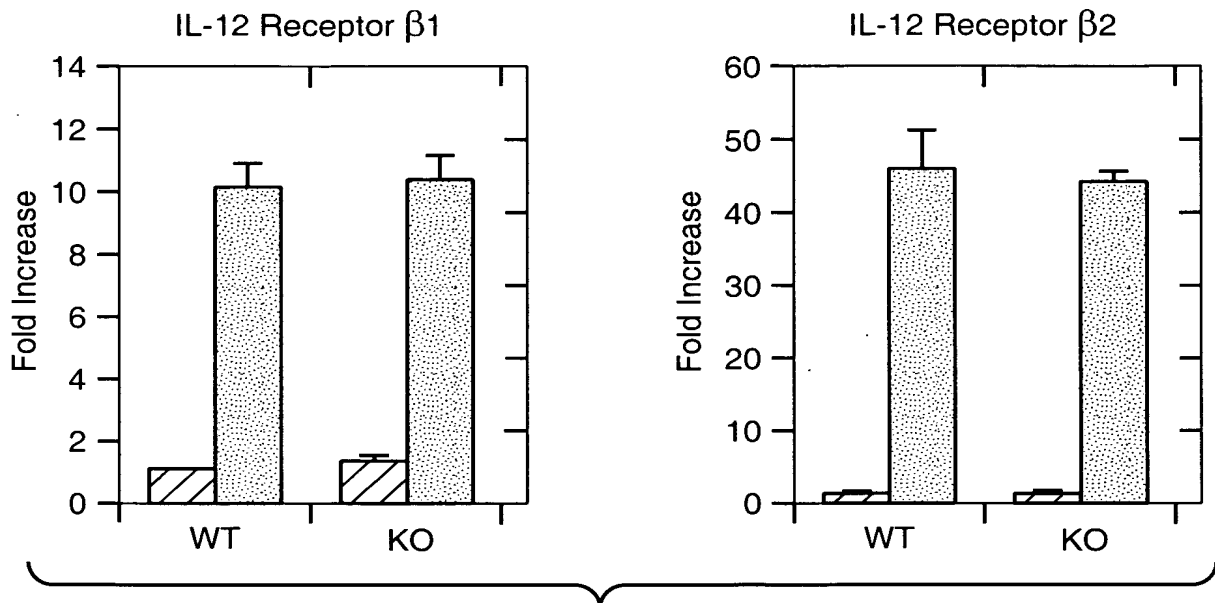 IL-12 Receptor β1
14
12
10
8
6
4
2
0
Fold Increase
WT
KO
IL-12 Receptor β2
60
50
40
30
20
10
0
Fold Increase
WT
KO